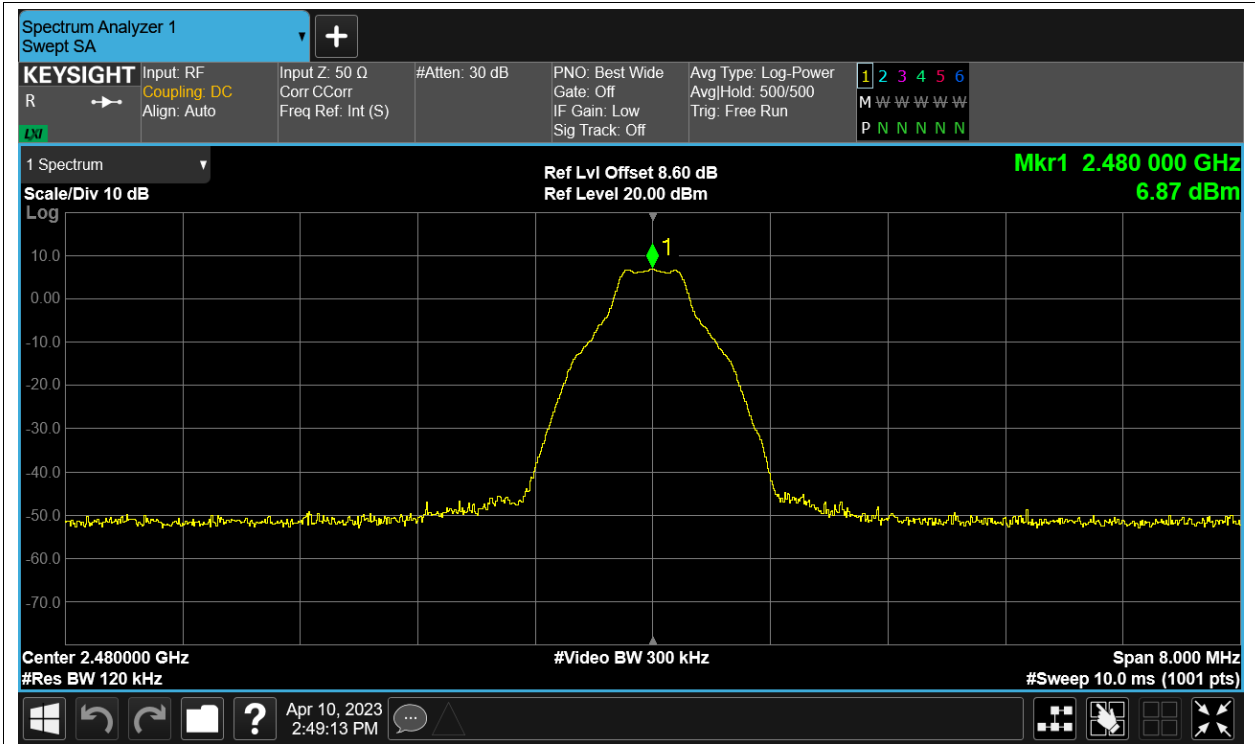 Spectrum Analyzer 1
Swept SA
+
KEYSIGHT
R
LXI
Input: RF
Coupling: DC
Align: Auto
Input Z: 50 Ω
Corr CCorr
Freq Ref: Int (S)
#Atten: 30 dB
PNO: Best Wide
Gate: Off
IF Gain: Low
Sig Track: Off
Avg Type: Log-Power
Avg|Hold: 500/500
Trig: Free Run
1 2 3 4 5 6
M W W W W W
P N N N N N
1 Spectrum
Scale/Div 10 dB
Log
Ref Lvl Offset 8.60 dB
Ref Level 20.00 dBm
Mkr1 2.480 000 GHz
6.87 dBm
1
10.0
0.00
-10.0
-20.0
-30.0
-40.0
-50.0
-60.0
-70.0
Center 2.480000 GHz
#Res BW 120 kHz
#Video BW 300 kHz
Span 8.000 MHz
#Sweep 10.0 ms (1001 pts)
?
Apr 10, 2023
2:49:13 PM